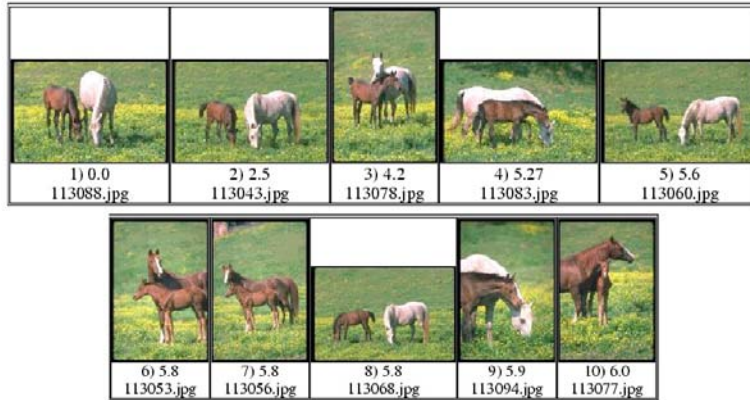 1) 0.0
113088.jpg
2) 2.5
113043.jpg
3) 4.2
113078.jpg
4) 5.27
113083.jpg
5) 5.6
113060.jpg
6) 5.8
113053.jpg
7) 5.8
113056.jpg
8) 5.8
113068.jpg
9) 5.9
113094.jpg
10) 6.0
113077.jpg